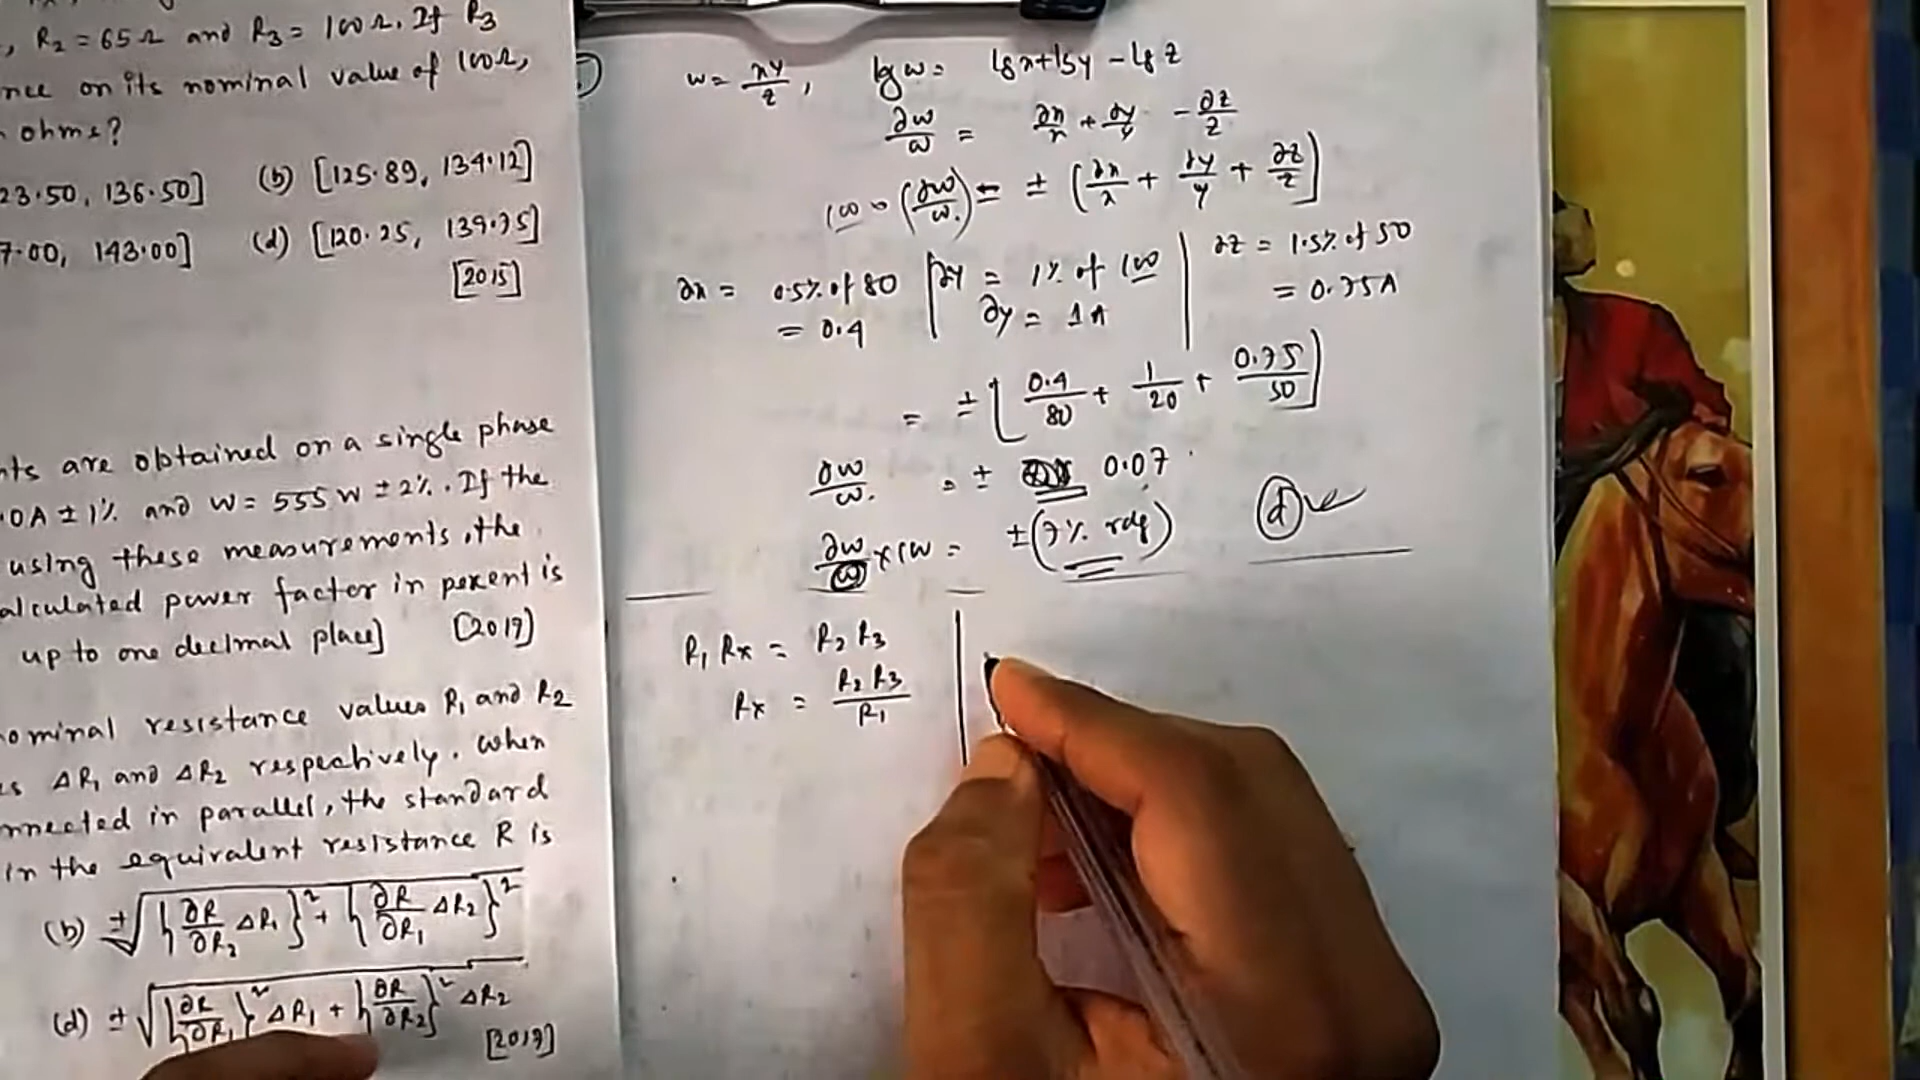 , R2 = 65Ω and R3 = 100Ω. If R3
nce on its nominal value of 100Ω,
ohms?
23.50, 136.50] (b) [125.89, 134.12]
7.00, 143.00] (d) [120.25, 139.75]
[2015]
nts are obtained on a single phase
.0A ± 1% and W = 555W ± 2%. If the
using these measurements, the
alculated power factor in percent is
up to one decimal place] [2017]
ominal resistance values R1 and R2
es ΔR1 and ΔR2 respectively. When
nnected in parallel, the standard
in the equivalent resistance R is
(b) ±√{∂R/∂R2 ΔR1}² + {∂R/∂R1 ΔR2}²
(d) ±√{∂R/∂R1}² ΔR1 + {∂R/∂R2}² ΔR2
[2017]
w = xy/z, log w = log x + log y - log z
∂w/w = ∂x/x + ∂y/y - ∂z/z
100 × (∂w/w) = ± (∂x/x + ∂y/y + ∂z/z]
∂x = 0.5% of 80 | ∂y = 1% of 100 | ∂z = 1.5% of 50
= 0.4 | ∂y = 1A | = 0.75A
= ± [0.4/80 + 1/20 + 0.75/50]
∂w/w. = ± 0.07
∂w/w × 100 = ± (7% rdg) (d)
R1 Rx = R2 R3
Rx = R2 R3/R1